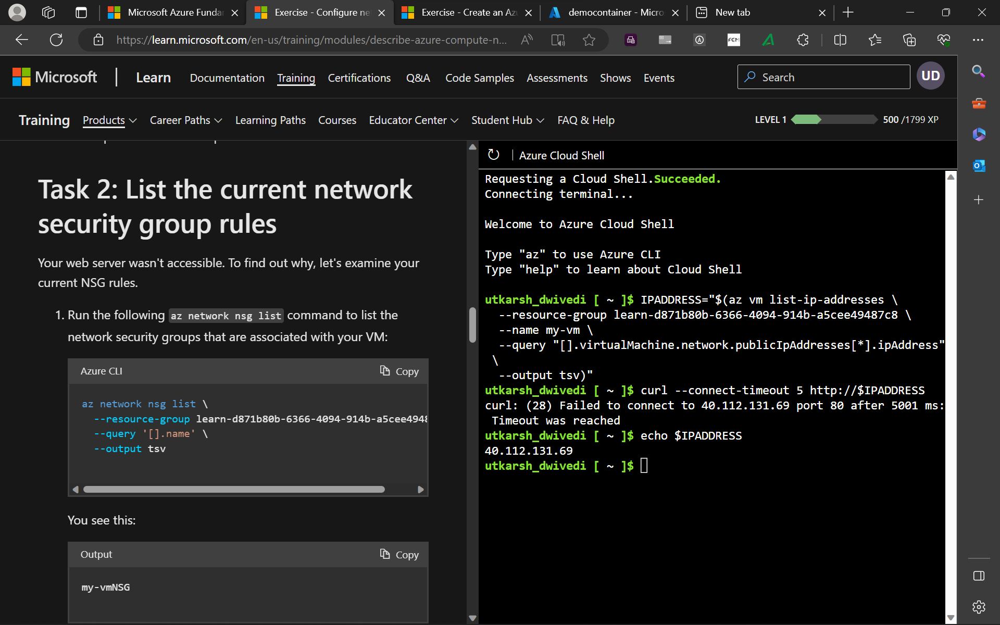 Microsoft Azure Fundar
Exercise - Configure ne
Exercise - Create an Azu
democontainer - Micro
New tab
https://learn.microsoft.com/en-us/training/modules/describe-azure-compute-n...
Microsoft
Learn
Documentation
Training
Certifications
Q&A
Code Samples
Assessments
Shows
Events
Search
UD
Training
Products
Career Paths
Learning Paths
Courses
Educator Center
Student Hub
FAQ & Help
LEVEL 1
500 /1799 XP
Task 2: List the current network
security group rules
Your web server wasn't accessible. To find out why, let's examine your
current NSG rules.
1. Run the following az network nsg list command to list the
network security groups that are associated with your VM:
Azure CLI
Copy
az network nsg list \
--resource-group learn-d871b80b-6366-4094-914b-a5cee4948
--query '[].name' \
--output tsv
You see this:
Output
Copy
my-vmNSG
Azure Cloud Shell
Requesting a Cloud Shell.Succeeded.
Connecting terminal...
Welcome to Azure Cloud Shell
Type "az" to use Azure CLI
Type "help" to learn about Cloud Shell
utkarsh_dwivedi [ ~ ]$ IPADDRESS="$(az vm list-ip-addresses \
--resource-group learn-d871b80b-6366-4094-914b-a5cee49487c8 \
--name my-vm \
--query "[].virtualMachine.network.publicIpAddresses[*].ipAddress"
\
--output tsv)"
utkarsh_dwivedi [ ~ ]$ curl --connect-timeout 5 http://$IPADDRESS
curl: (28) Failed to connect to 40.112.131.69 port 80 after 5001 ms:
Timeout was reached
utkarsh_dwivedi [ ~ ]$ echo $IPADDRESS
40.112.131.69
utkarsh_dwivedi [ ~ ]$